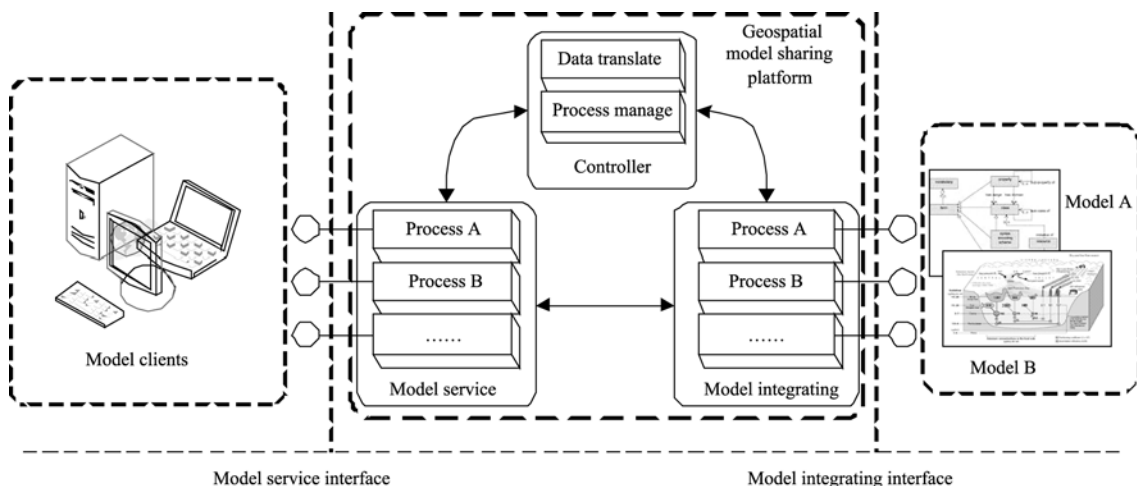 Geospatial
model sharing
platform
Data translate
Process manage
Controller
Process A
Process B
......
Model service
Process A
Process B
......
Model integrating
Model clients
Model A
Model B
Model service interface
Model integrating interface